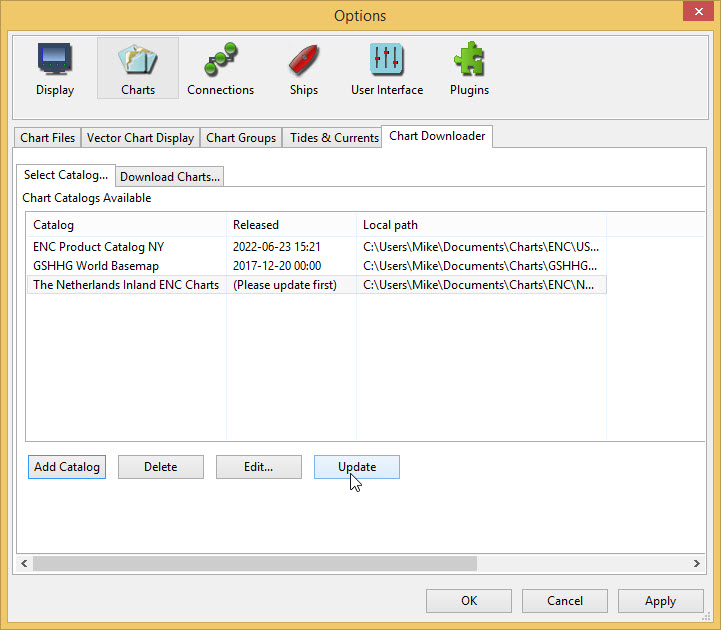 Options
Display Charts Connections Ships User Interface Plugins
Chart Files Vector Chart Display Chart Groups Tides & Currents Chart Downloader
Select Catalog... Download Charts...
Chart Catalogs Available
Catalog Released Local path
ENC Product Catalog NY 2022-06-23 15:21 C:\Users\Mike\Documents\Charts\ENC\US...
GSHHG World Basemap 2017-12-20 00:00 C:\Users\Mike\Documents\Charts\GSHHG...
The Netherlands Inland ENC Charts (Please update first) C:\Users\Mike\Documents\Charts\ENC\N...
Add Catalog Delete Edit... Update
OK Cancel Apply